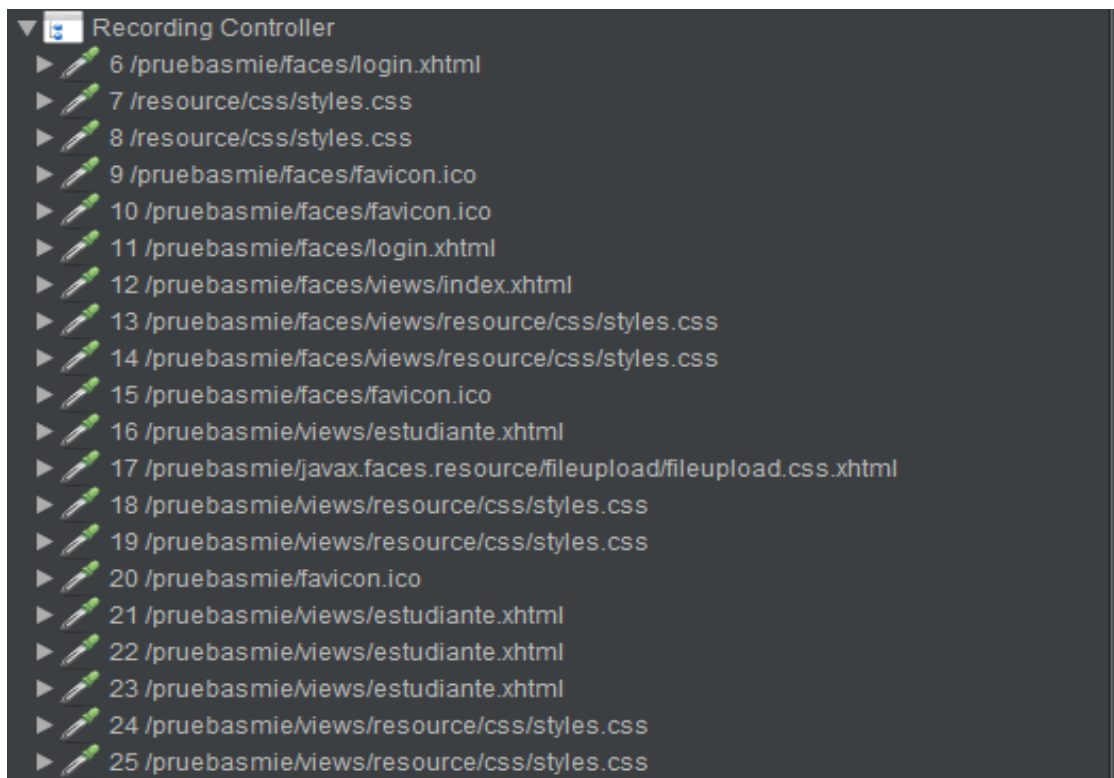 Recording Controller
6 /pruebasmie/faces/login.xhtml
7 /resource/css/styles.css
8 /resource/css/styles.css
9 /pruebasmie/faces/favicon.ico
10 /pruebasmie/faces/favicon.ico
11 /pruebasmie/faces/login.xhtml
12 /pruebasmie/faces/views/index.xhtml
13 /pruebasmie/faces/views/resource/css/styles.css
14 /pruebasmie/faces/views/resource/css/styles.css
15 /pruebasmie/faces/favicon.ico
16 /pruebasmie/views/estudiante.xhtml
17 /pruebasmie/javax.faces.resource/fileupload/fileupload.css.xhtml
18 /pruebasmie/views/resource/css/styles.css
19 /pruebasmie/views/resource/css/styles.css
20 /pruebasmie/favicon.ico
21 /pruebasmie/views/estudiante.xhtml
22 /pruebasmie/views/estudiante.xhtml
23 /pruebasmie/views/estudiante.xhtml
24 /pruebasmie/views/resource/css/styles.css
25 /pruebasmie/views/resource/css/styles.css